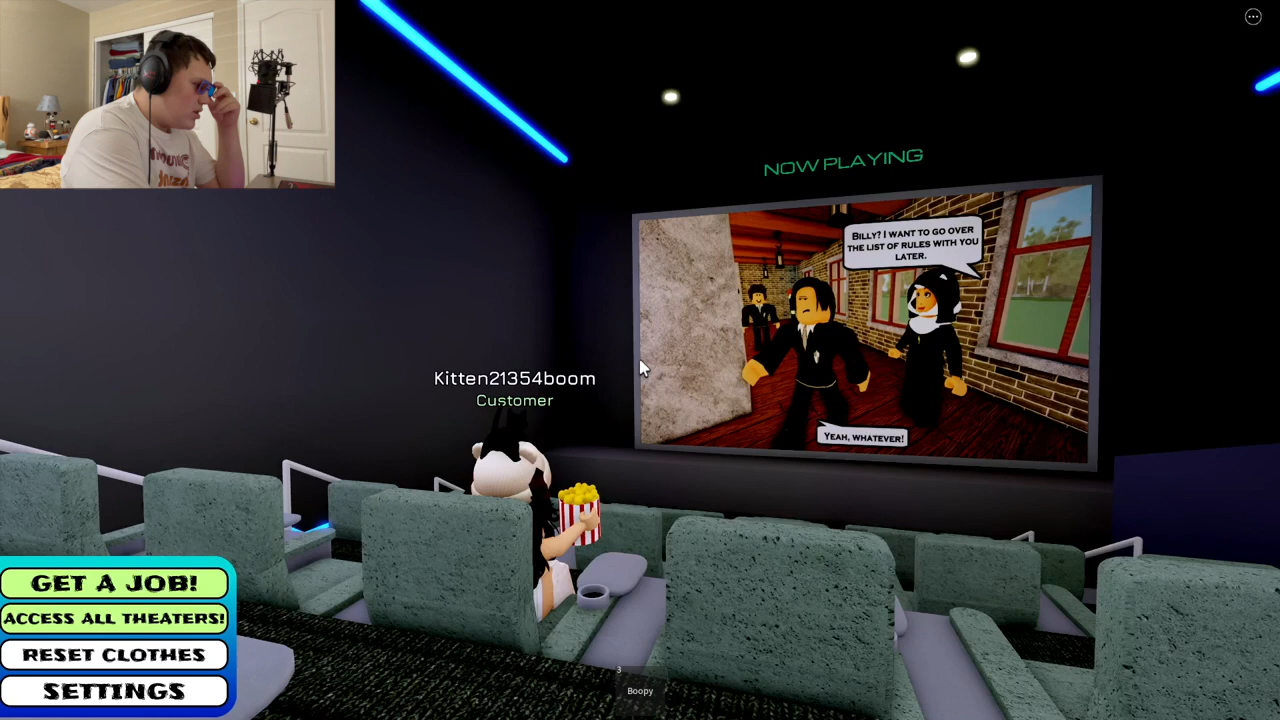 NOW PLAYING
BILLY? I WANT TO GO OVER
THE LIST OF RULES WITH YOU
LATER.
YEAH, WHATEVER!
Kitten21354boom
Customer
GET A JOB!
ACCESS ALL THEATERS!
RESET CLOTHES
SETTINGS
3
Boopy